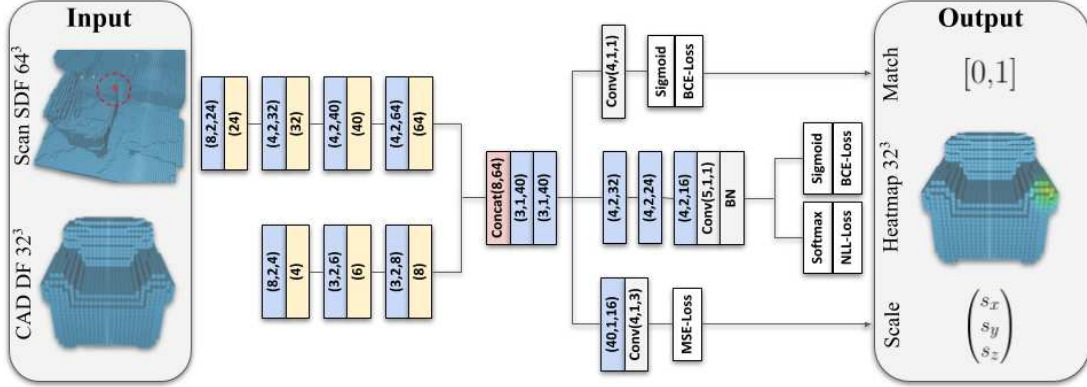 Input
Scan SDF 64³
CAD DF 32³
(8,2,24)
(24)
(4,2,32)
(32)
(4,2,40)
(40)
(4,2,64)
(64)
(8,2,4)
(4)
(3,2,6)
(6)
(3,2,8)
(8)
Concat(8,64)
(3,1,40)
(3,1,40)
Conv(4,1,1)
Sigmoid
BCE-Loss
(4,2,32)
(4,2,24)
(4,2,16)
Conv(5,1,1)
BN
Sigmoid
BCE-Loss
Softmax
NLL-Loss
(40,1,16)
Conv(4,1,3)
MSE-Loss
Output
Match
[0,1]
Heatmap 32³
Scale
s_x
s_y
s_z